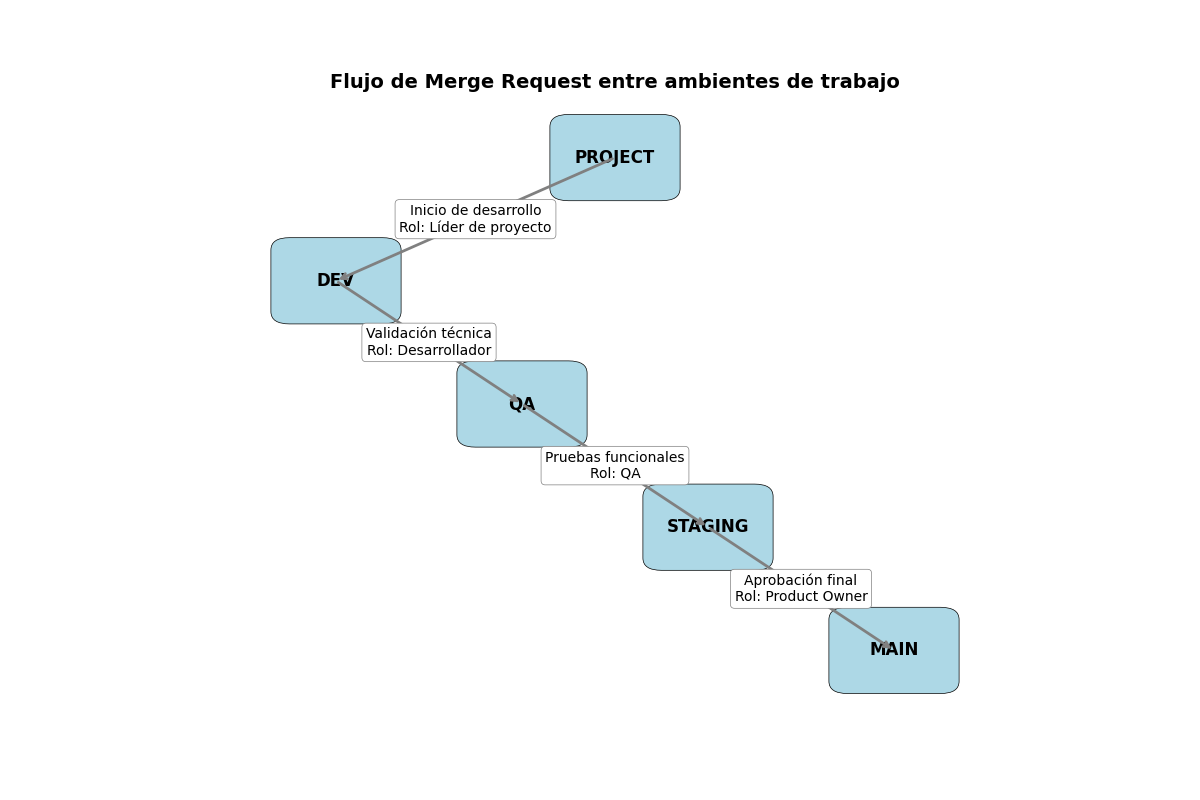 Flujo de Merge Request entre ambientes de trabajo
PROJECT
Inicio de desarrollo
Rol: Líder de proyecto
DEV
Validación técnica
Rol: Desarrollador
QA
Pruebas funcionales
Rol: QA
STAGING
Aprobación final
Rol: Product Owner
MAIN